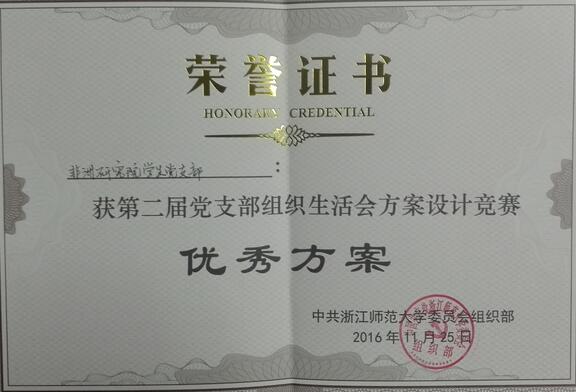 荣誉证书
HONORARY CREDENTIAL
非洲研究院学生党支部：
获第二届党支部组织生活会方案设计竞赛
优秀方案
中共浙江师范大学委员会组织部
2016年11月25日
组织部